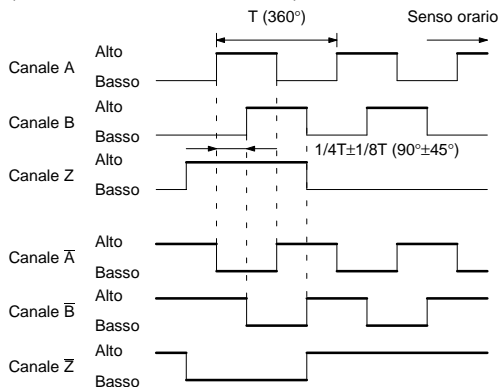 T (360°) Senso orario
Canale A Alto
Basso
Canale B Alto
Basso
1/4T±1/8T (90°±45°)
Canale Z Alto
Basso
Canale A̅ Alto
Basso
Canale B̅ Alto
Basso
Canale Z̅ Alto
Basso